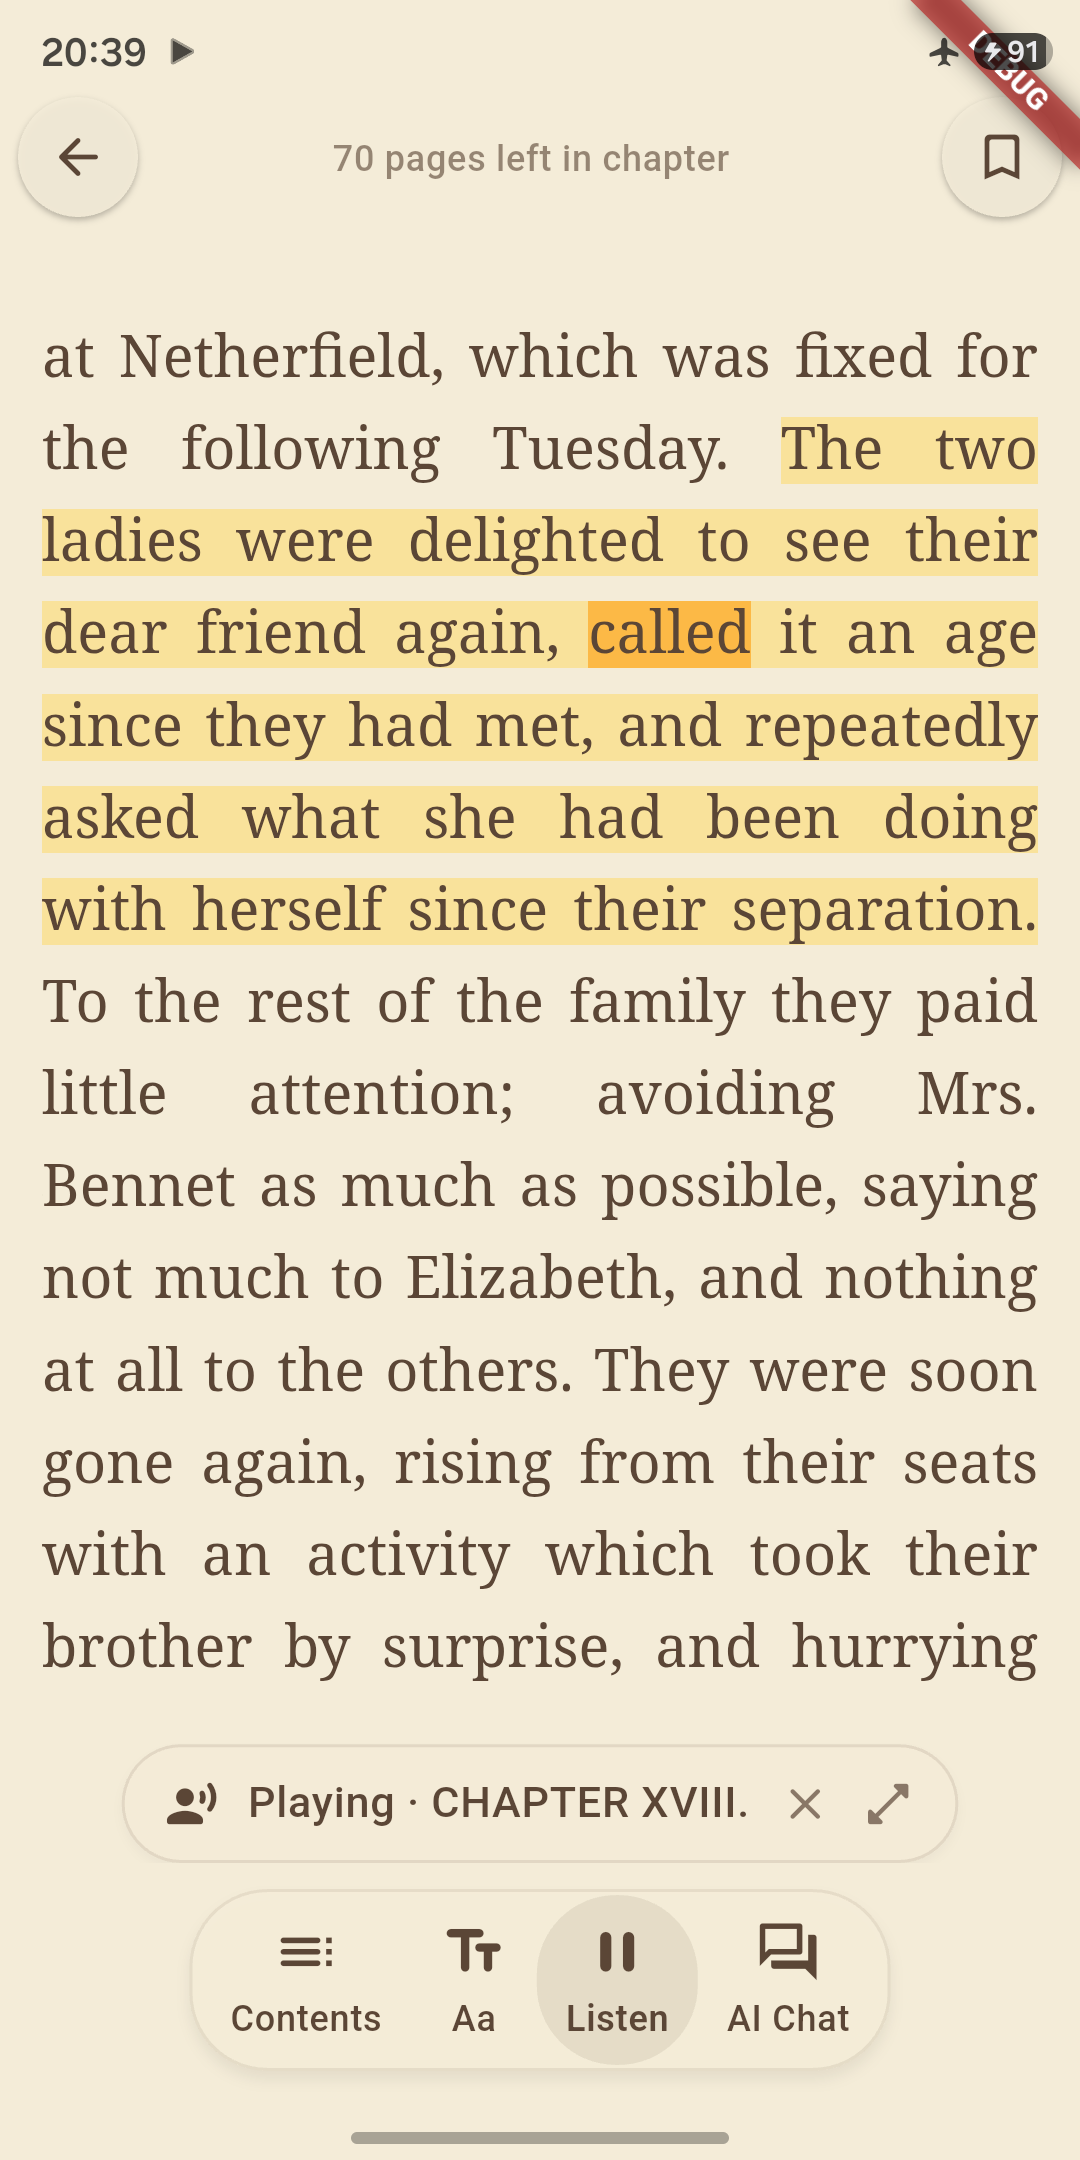 20:39
91
DEBUG
70 pages left in chapter
at Netherfield, which was fixed for
the following Tuesday. The two
ladies were delighted to see their
dear friend again, called it an age
since they had met, and repeatedly
asked what she had been doing
with herself since their separation.
To the rest of the family they paid
little attention; avoiding Mrs.
Bennet as much as possible, saying
not much to Elizabeth, and nothing
at all to the others. They were soon
gone again, rising from their seats
with an activity which took their
brother by surprise, and hurrying
Playing · CHAPTER XVIII.
Contents
Aa
Listen
AI Chat